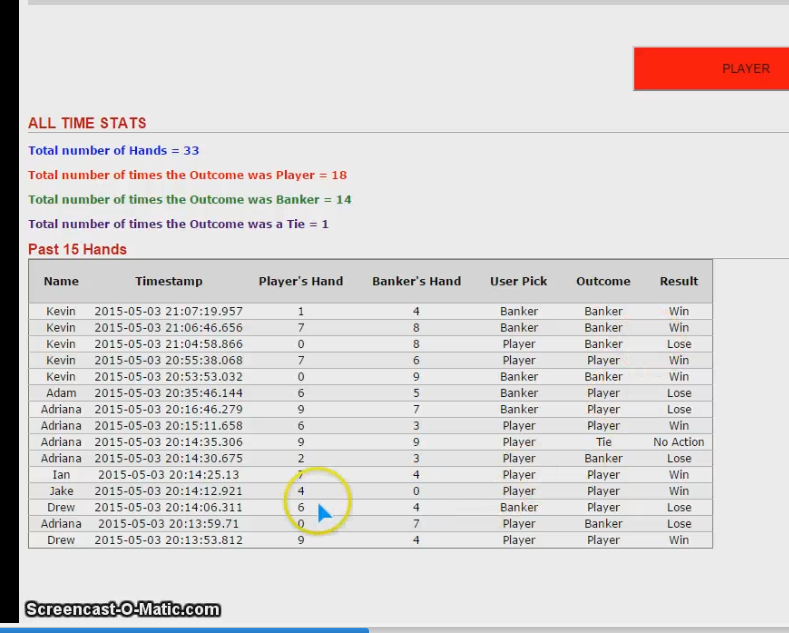 PLAYER
ALL TIME STATS
Total number of Hands = 33
Total number of times the Outcome was Player = 18
Total number of times the Outcome was Banker = 14
Total number of times the Outcome was a Tie = 1
Past 15 Hands
Name Timestamp Player's Hand Banker's Hand User Pick Outcome Result
Kevin 2015-05-03 21:07:19.957 1 4 Banker Banker Win
Kevin 2015-05-03 21:06:46.656 7 8 Banker Banker Win
Kevin 2015-05-03 21:04:58.866 0 8 Player Banker Lose
Kevin 2015-05-03 20:55:38.068 7 6 Player Player Win
Kevin 2015-05-03 20:53:53.032 0 9 Banker Banker Win
Adam 2015-05-03 20:35:46.144 6 5 Banker Player Lose
Adriana 2015-05-03 20:16:46.279 9 7 Banker Player Lose
Adriana 2015-05-03 20:15:11.658 6 3 Player Player Win
Adriana 2015-05-03 20:14:35.306 9 9 Player Tie No Action
Adriana 2015-05-03 20:14:30.675 2 3 Player Banker Lose
Ian 2015-05-03 20:14:25.13 7 4 Player Player Win
Jake 2015-05-03 20:14:12.921 4 0 Player Player Win
Drew 2015-05-03 20:14:06.311 6 4 Banker Player Lose
Adriana 2015-05-03 20:13:59.71 0 7 Player Banker Lose
Drew 2015-05-03 20:13:53.812 9 4 Player Player Win
Screencast-O-Matic.com